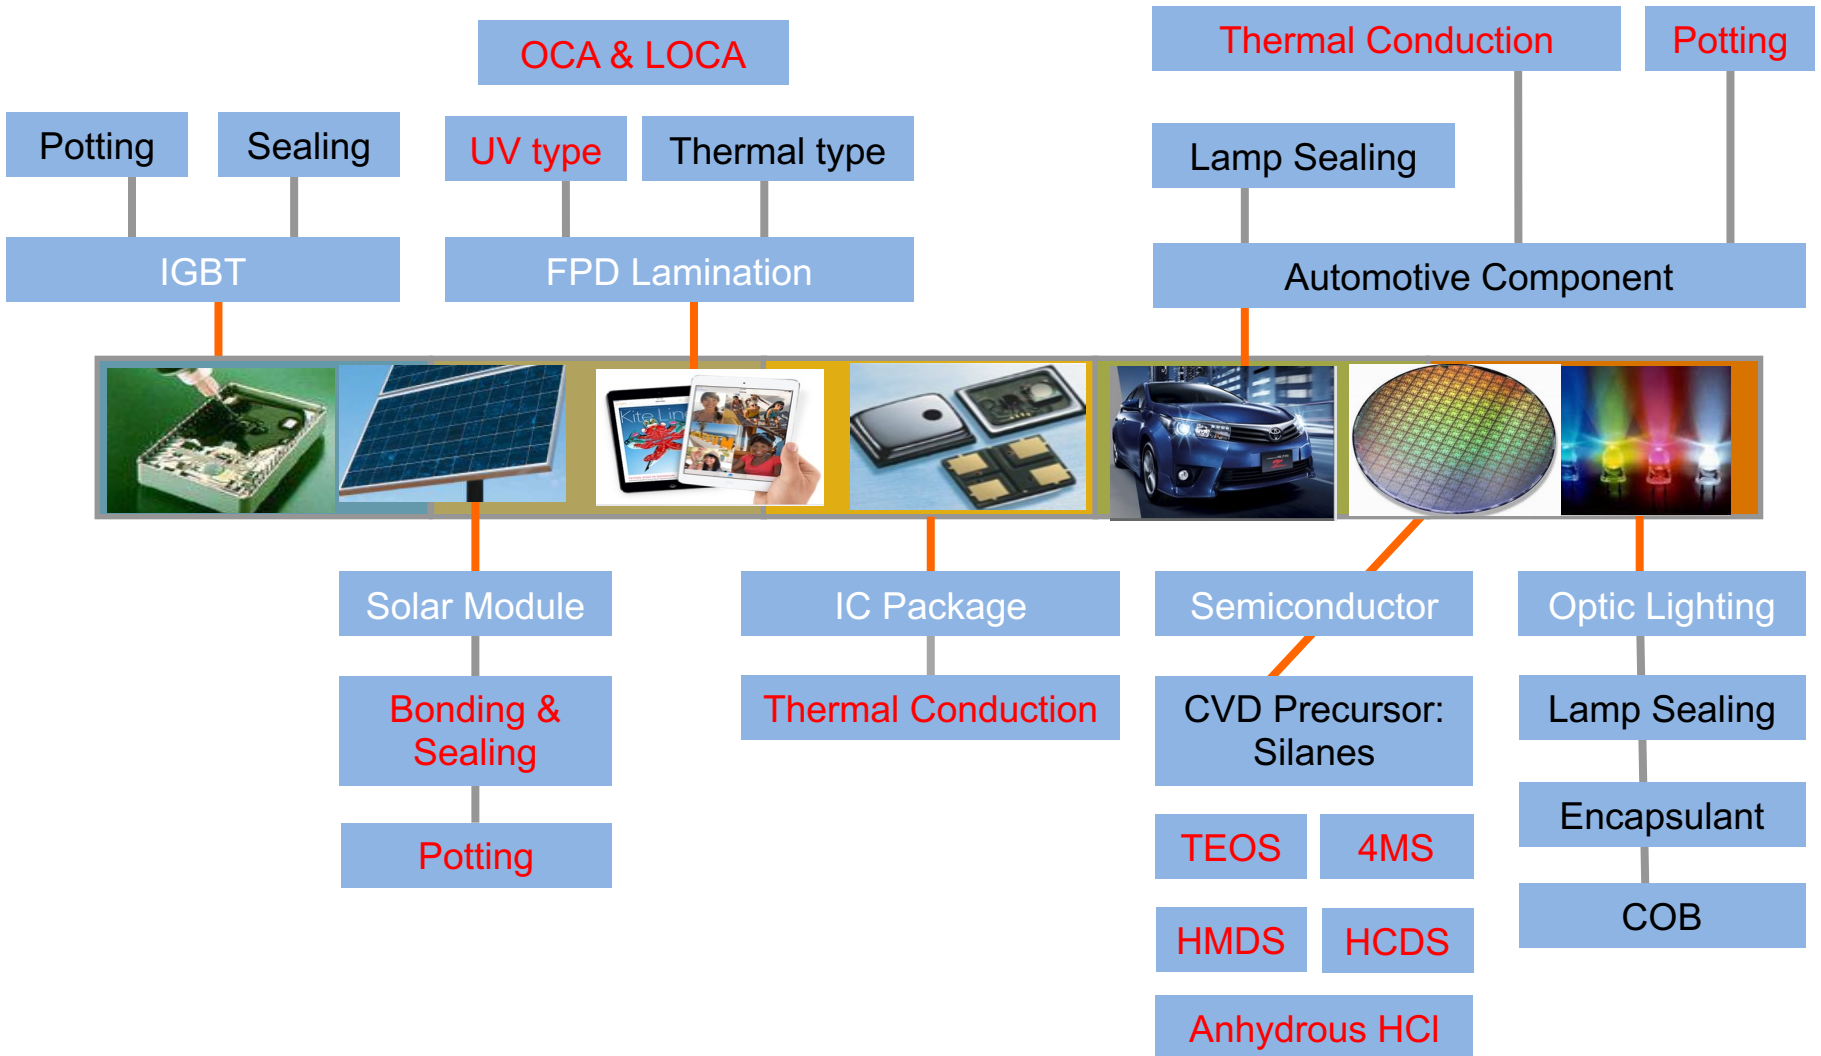 OCA & LOCA
Thermal Conduction
Potting
Potting
Sealing
UV type
Thermal type
Lamp Sealing
IGBT
FPD Lamination
Automotive Component
Kite Lin
Solar Module
IC Package
Semiconductor
Optic Lighting
Bonding &
Sealing
Thermal Conduction
CVD Precursor:
Silanes
Lamp Sealing
Potting
Encapsulant
TEOS
4MS
COB
HMDS
HCDS
Anhydrous HCl